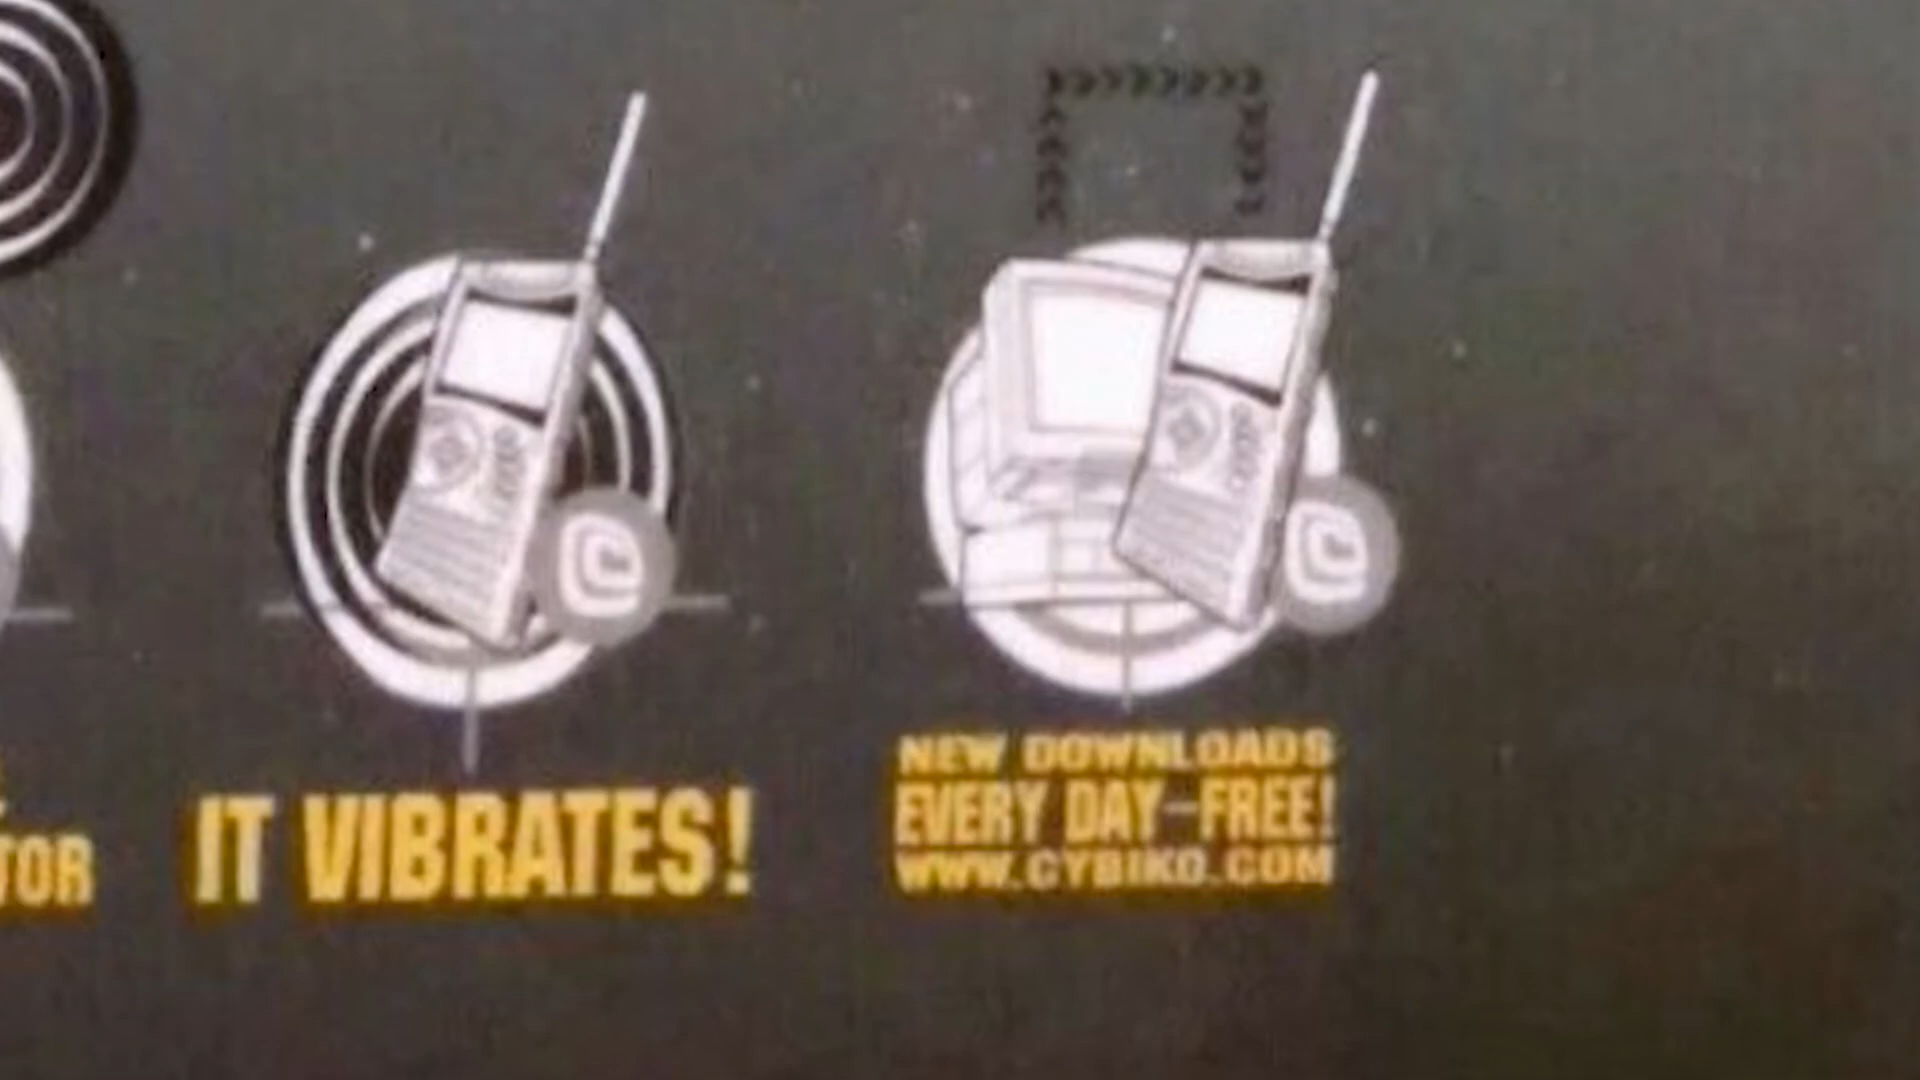 TOR
IT VIBRATES!
NEW DOWNLOADS
EVERY DAY-FREE!
WWW.CYBIKO.COM